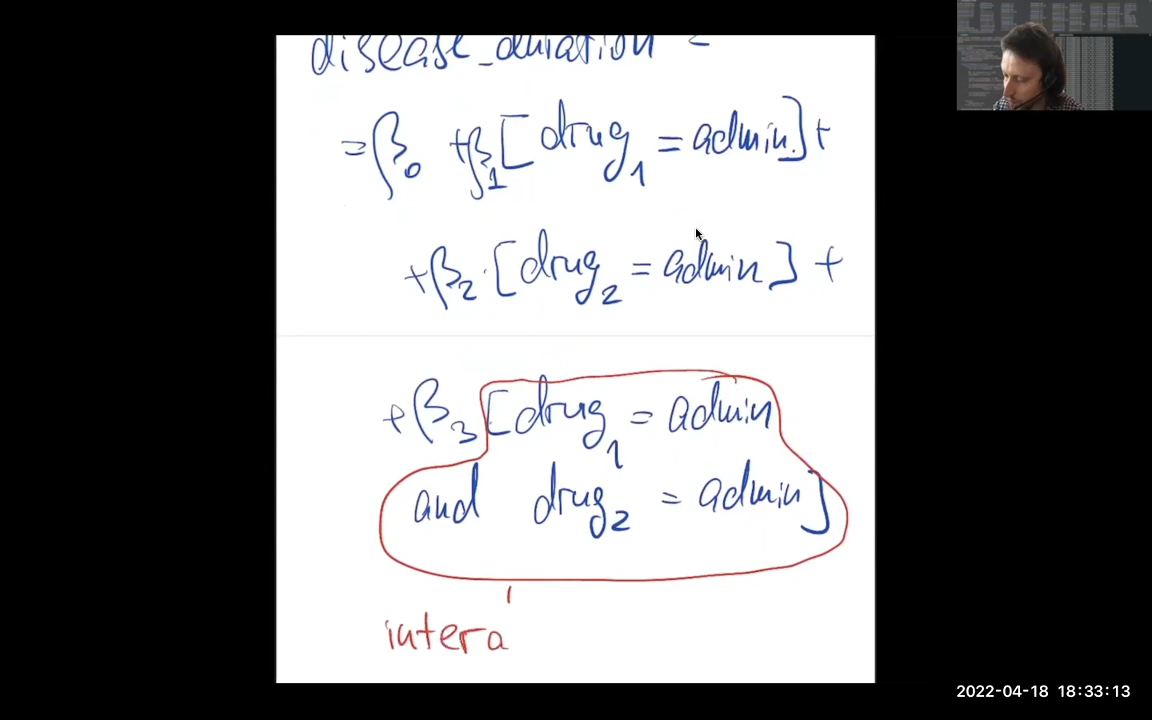 disease_duration =
= β₀ + β₁ [drug₁ = admin.] +
+ β₂ · [drug₂ = admin] +
+ β₃ [drug₁ = admin
and drug₂ = admin]
intera
2022-04-18 18:33:13